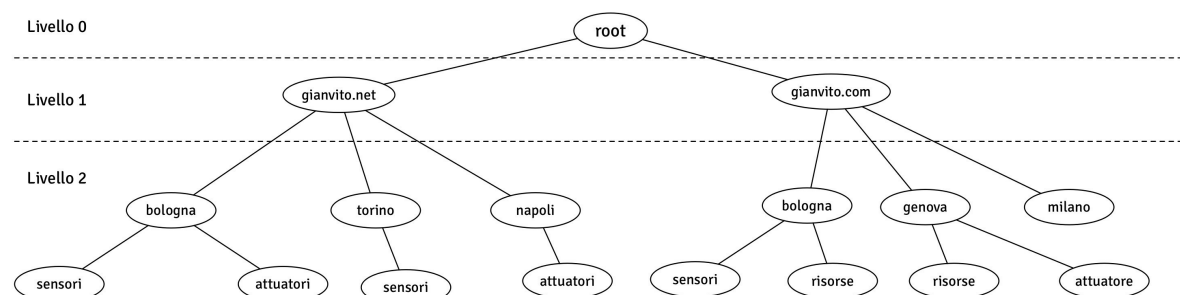 Livello 0
root
Livello 1
gianvito.net
gianvito.com
Livello 2
bologna
torino
napoli
bologna
genova
milano
sensori
attuatori
sensori
attuatori
sensori
risorse
risorse
attuatore